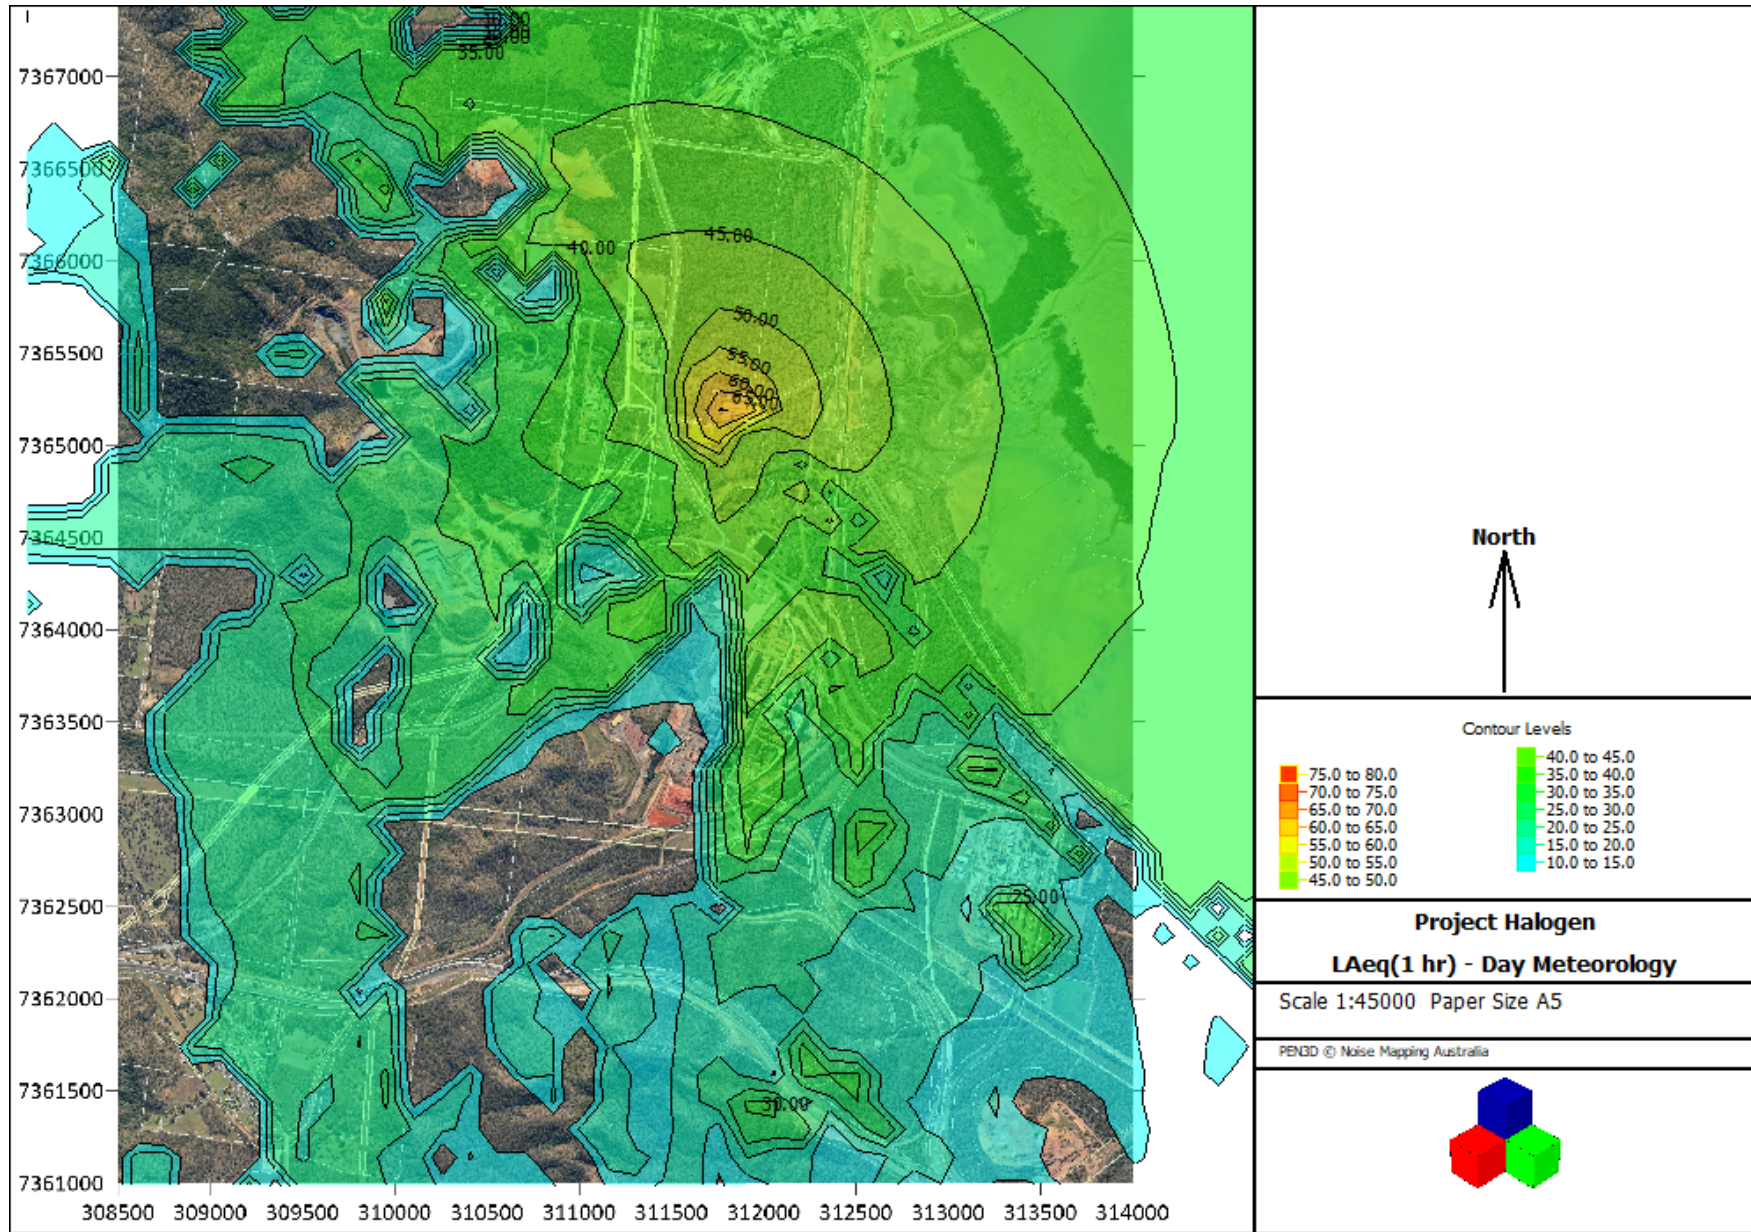 10.00
35.00
7367000
7366500
7366000
7365500
7365000
7364500
7364000
7363500
7363000
7362500
7362000
7361500
7361000
45.00
40.00
50.00
55.00
60.00
65.00
25.00
30.00
308500 309000 309500 310000 310500 311000 311500 312000 312500 313000 313500 314000
North
Contour Levels
75.0 to 80.0
70.0 to 75.0
65.0 to 70.0
60.0 to 65.0
55.0 to 60.0
50.0 to 55.0
45.0 to 50.0
40.0 to 45.0
35.0 to 40.0
30.0 to 35.0
25.0 to 30.0
20.0 to 25.0
15.0 to 20.0
10.0 to 15.0
Project Halogen
LAeq(1 hr) - Day Meteorology
Scale 1:45000 Paper Size A5
PEN3D © Noise Mapping Australia